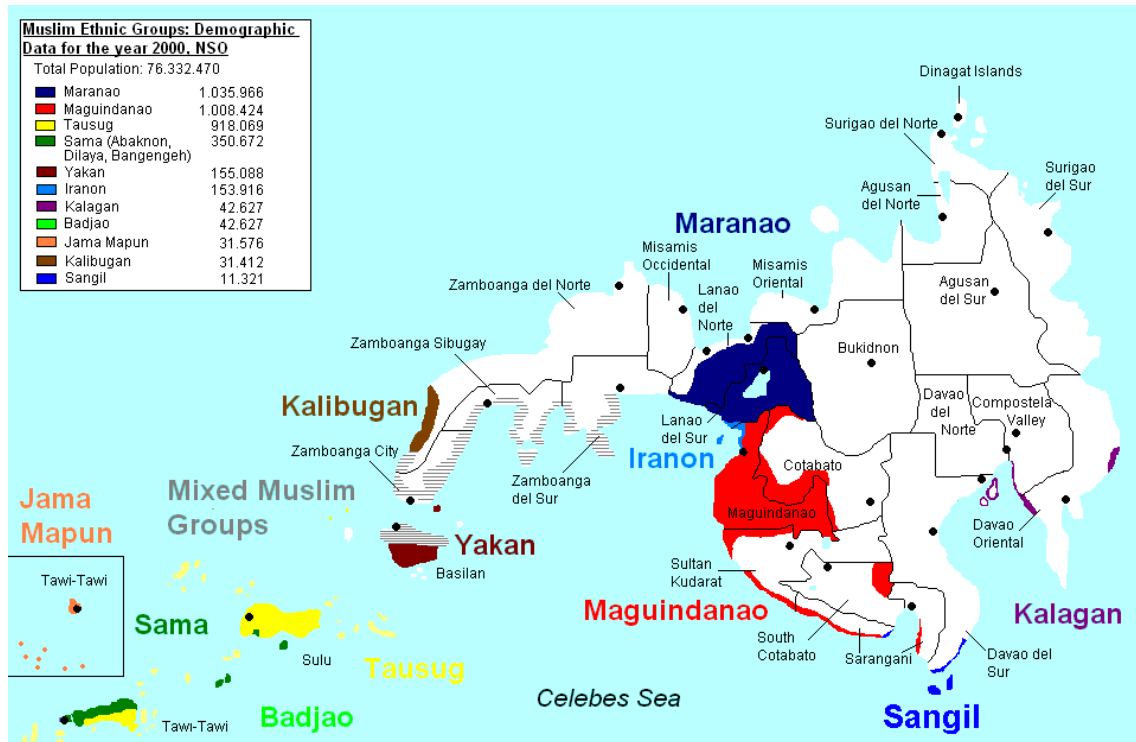 Muslim Ethnic Groups: Demographic
Data for the year 2000, NSO
Total Population: 76.332.470
Maranao 1.035.966
Maguindanao 1.008.424
Tausug 918.069
Sama (Abaknon, 350.672
Dilaya, Bangengeh)
Yakan 155.088
Iranon 153.916
Kalagan 42.627
Badjao 42.627
Jama Mapun 31.576
Kalibugan 31.412
Sangil 11.321
Dinagat Islands
Surigao del Norte
Surigao
del Sur
Agusan
del Norte
Maranao
Misamis
Occidental
Misamis
Oriental
Zamboanga del Norte
Lanao
del
Norte
Agusan
del Sur
Zamboanga Sibugay
Bukidnon
Kalibugan
Davao
del
Norte
Compostela
Valley
Lanao
del Sur
Iranon
Zamboanga City
Cotabato
Zamboanga
del Sur
Mixed Muslim
Groups
Jama
Mapun
Maguindanao
Davao
Oriental
Yakan
Basilan
Sultan
Kudarat
Tawi-Tawi
Maguindanao
Kalagan
Sama
South
Cotabato
Sarangani
Davao del
Sur
Sulu
Tausug
Celebes Sea
Sangil
Tawi-Tawi
Badjao